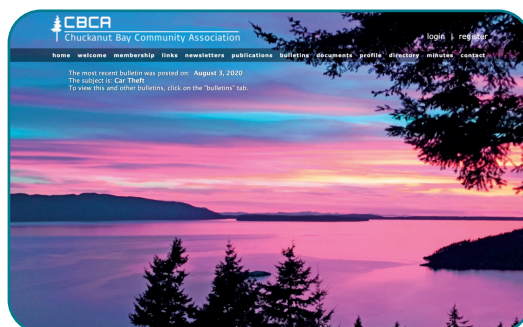 CBCA
Chuckanut Bay Community Association
login | register
home welcome membership links newsletters publications bulletins documents profile directory minutes contact
The most recent bulletin was posted on: August 3, 2020
The subject is: Car Theft
To view this and other bulletins, click on the "bulletins" tab.